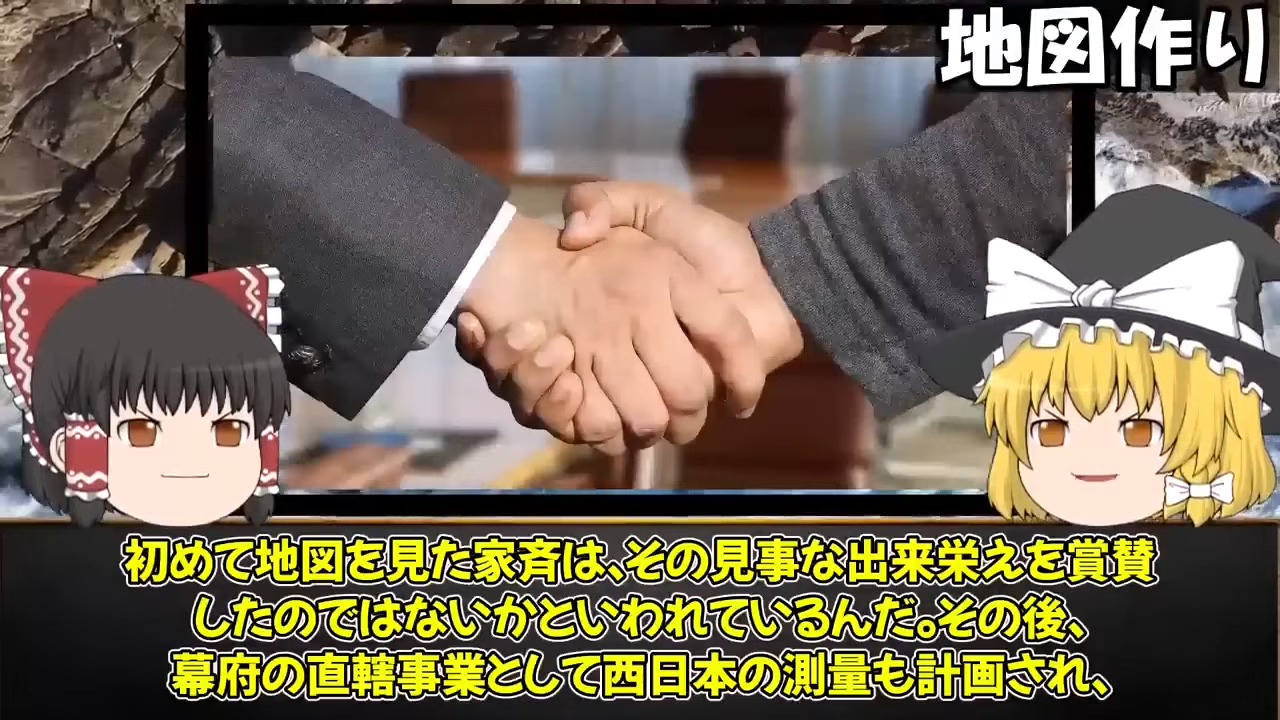 地図作り
初めて地図を見た家斉は、その見事な出来栄えを賞賛
したのではないかといわれているんだ。その後、
幕府の直轄事業として西日本の測量も計画され、